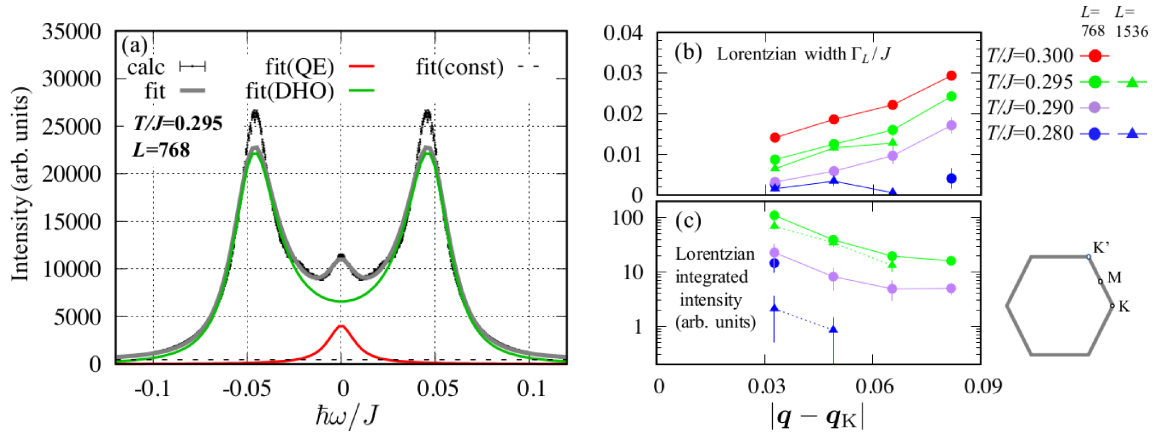 (a)
calc
fit
fit(QE)
fit(DHO)
fit(const)
T/J=0.295
L=768
35000
30000
25000
20000
15000
10000
5000
0
Intensity (arb. units)
-0.1
-0.05
0
0.05
0.1
ℏω/J
(b)
Lorentzian width Γ_L/J
0.04
0.03
0.02
0.01
0
L= L=
768 1536
T/J=0.300
T/J=0.295
T/J=0.290
T/J=0.280
(c)
Lorentzian
integrated
intensity
(arb. units)
100
10
1
0
0.03
0.06
0.09
|q − q_K|
K'
M
K